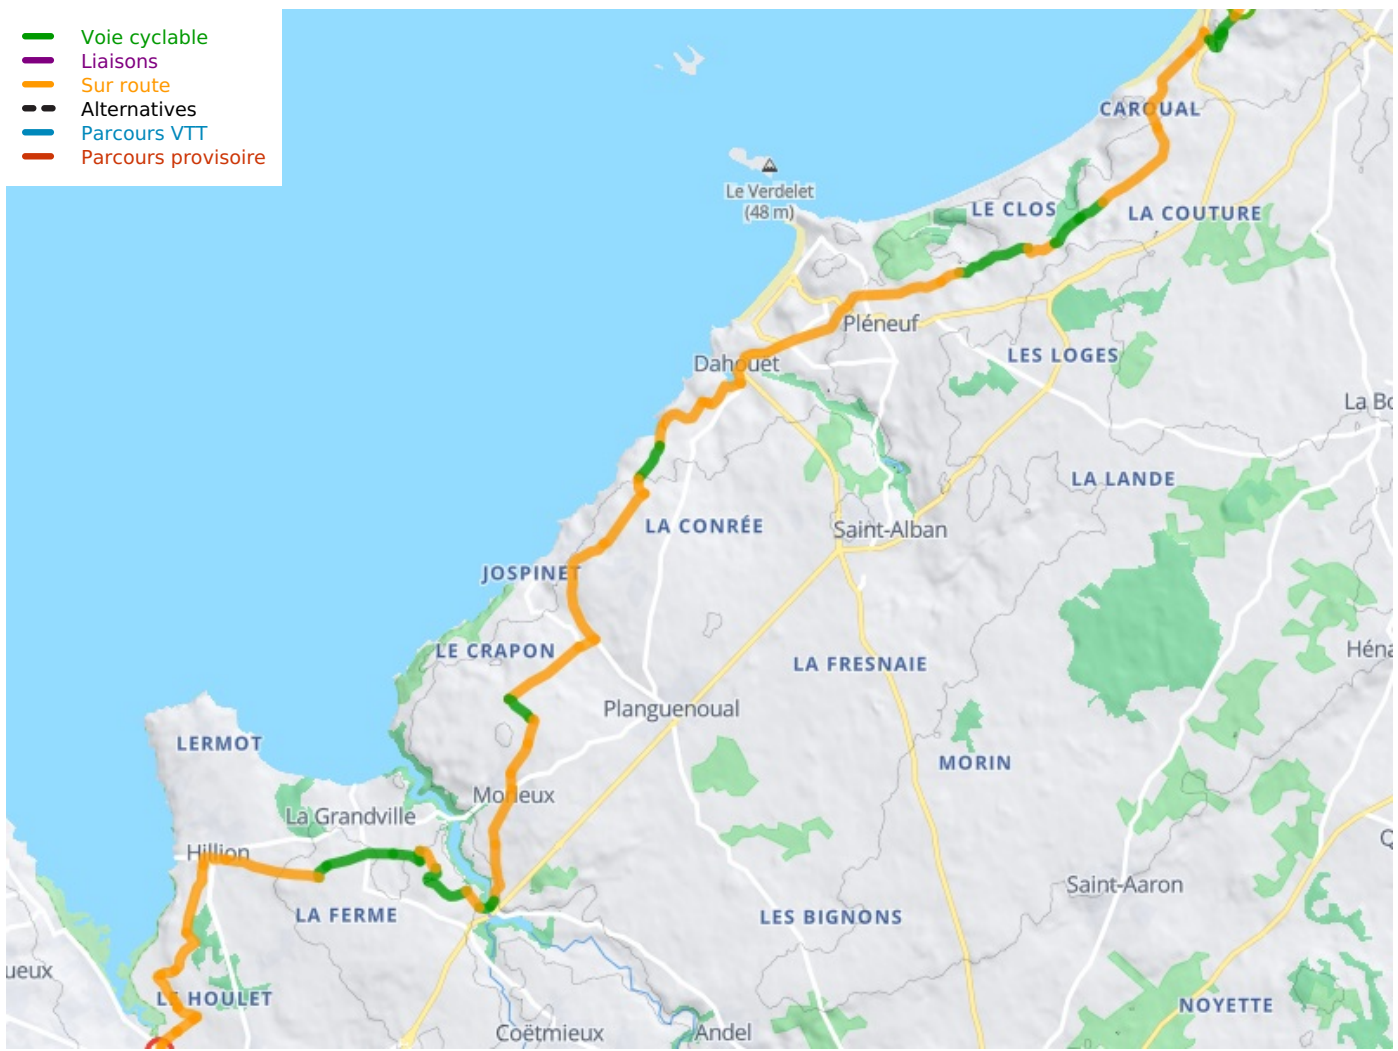 Voie cyclable
Liaisons
Sur route
Alternatives
Parcours VTT
Parcours provisoire
CAROUAL
Le Verdelet
(48 m)
LE CLOS
LA COUTURE
Pléneuf
LES LOGES
Dahouët
La Bo
LA LANDE
LA CONRÉE
Saint-Alban
JOSPINET
LE CRAPON
LA FRESNAIE
Héna
Planguenoual
LERMOT
MORIN
Morieux
La Grandville
Hillion
Q
Saint-Aaron
LA FERME
LES BIGNONS
ueux
LE HOULET
NOYETTE
Coëtmieux
Andel